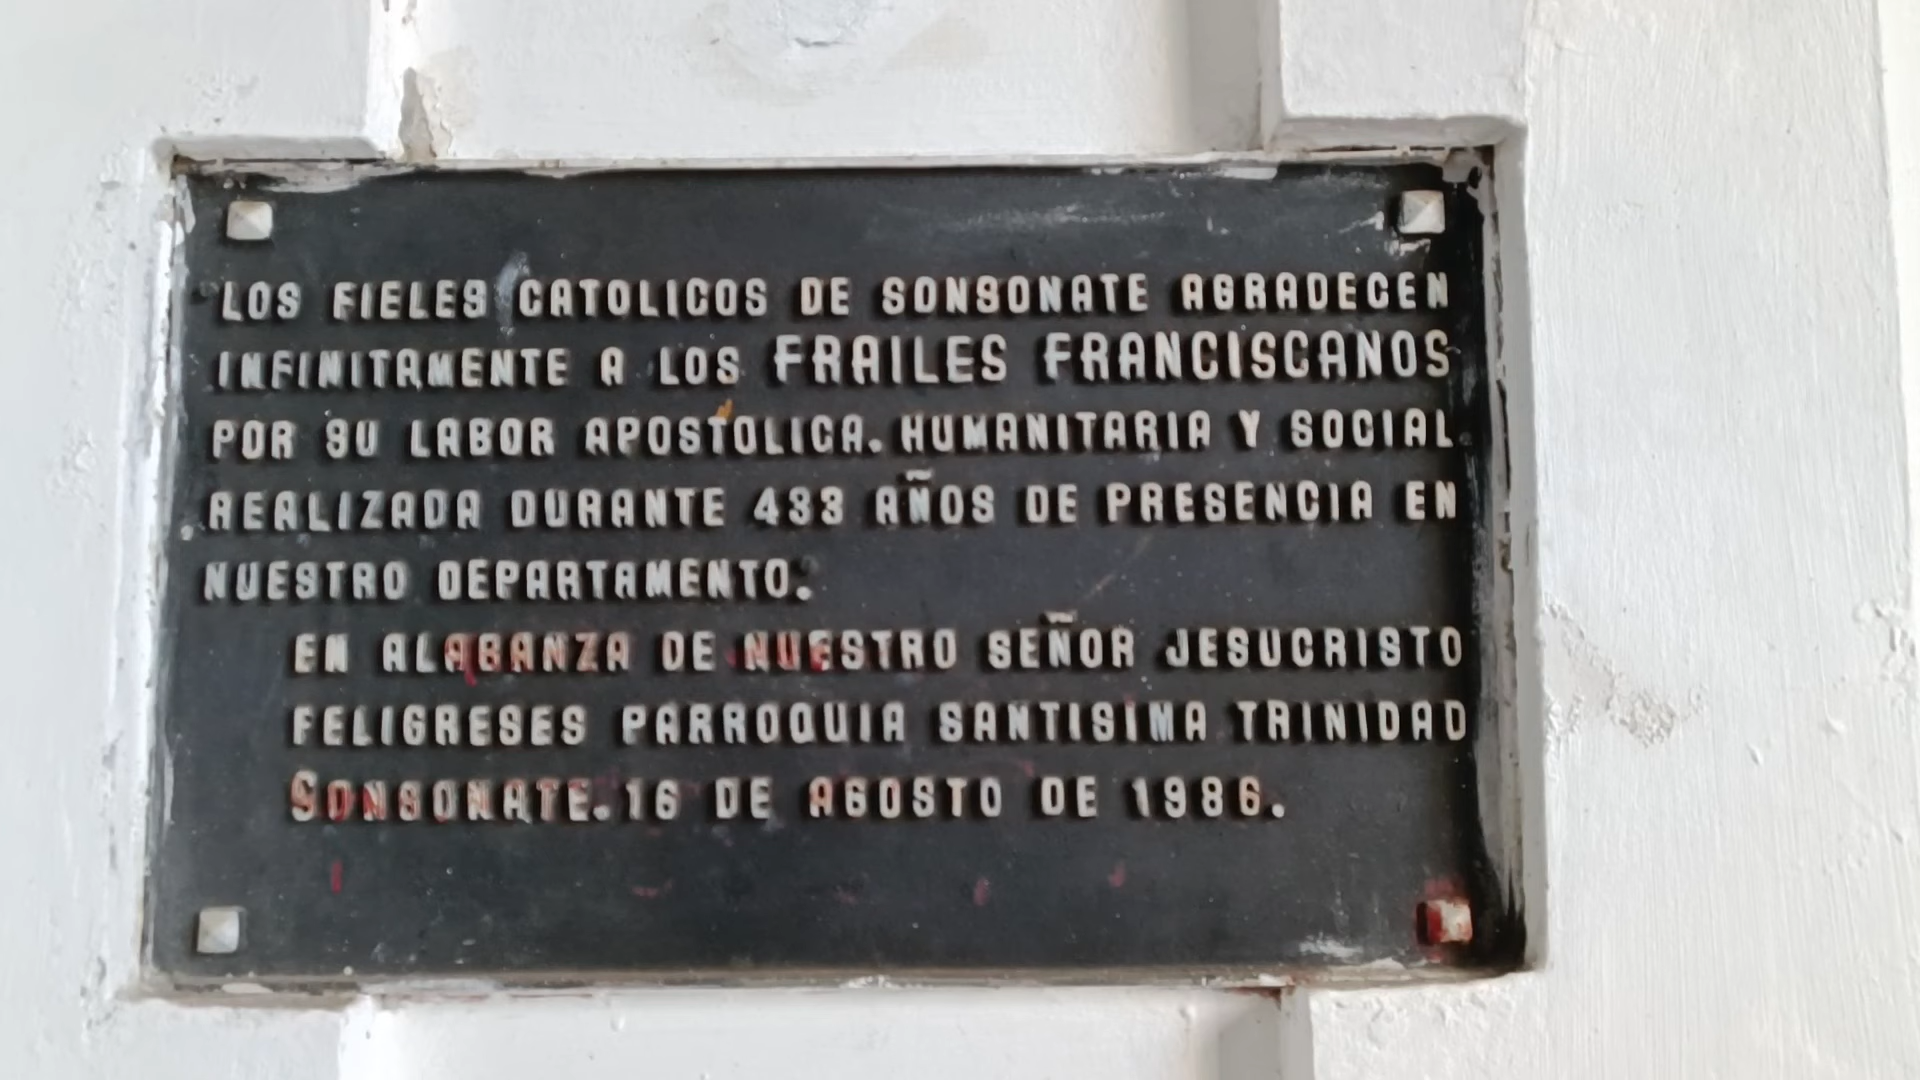 LOS FIELES CATOLICOS DE SONSONATE AGRADECEN
INFINITAMENTE A LOS FRAILES FRANCISCANOS
POR SU LABOR APOSTOLICA. HUMANITARIA Y SOCIAL
REALIZADA DURANTE 433 AÑOS DE PRESENCIA EN
NUESTRO DEPARTAMENTO.
EN ALABANZA DE NUESTRO SEÑOR JESUCRISTO
FELIGRESES PARROQUIA SANTISIMA TRINIDAD
SONSONATE. 16 DE AGOSTO DE 1986.